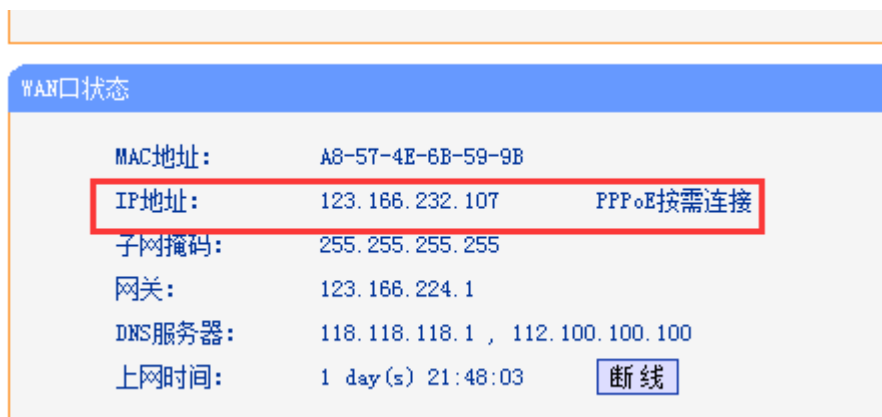 WAN口状态
MAC地址： A8-57-4E-6B-59-9B
IP地址： 123.166.232.107 PPPoE按需连接
子网掩码： 255.255.255.255
网关： 123.166.224.1
DNS服务器： 118.118.118.1 , 112.100.100.100
上网时间： 1 day(s) 21:48:03 断线